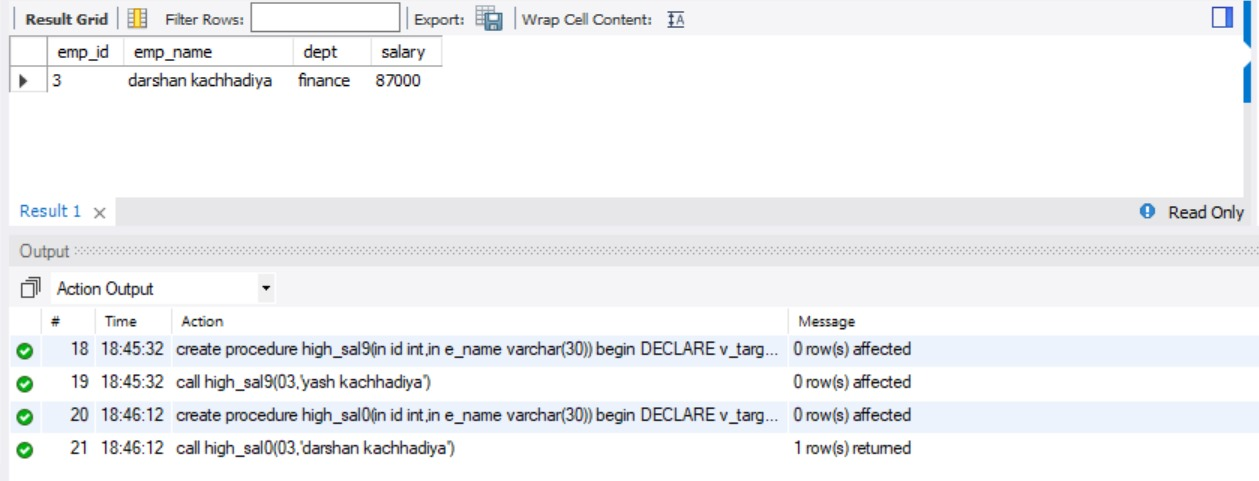 Result Grid Filter Rows: Export: Wrap Cell Content: IA
emp_id emp_name dept salary
3 darshan kachhadiya finance 87000
Result 1 × Read Only
Output
Action Output
# Time Action Message
18 18:45:32 create procedure high_sal9(in id int,in e_name varchar(30)) begin DECLARE v_targ... 0 row(s) affected
19 18:45:32 call high_sal9(03,'yash kachhadiya') 0 row(s) affected
20 18:46:12 create procedure high_sal0(in id int,in e_name varchar(30)) begin DECLARE v_targ... 0 row(s) affected
21 18:46:12 call high_sal0(03,'darshan kachhadiya') 1 row(s) returned